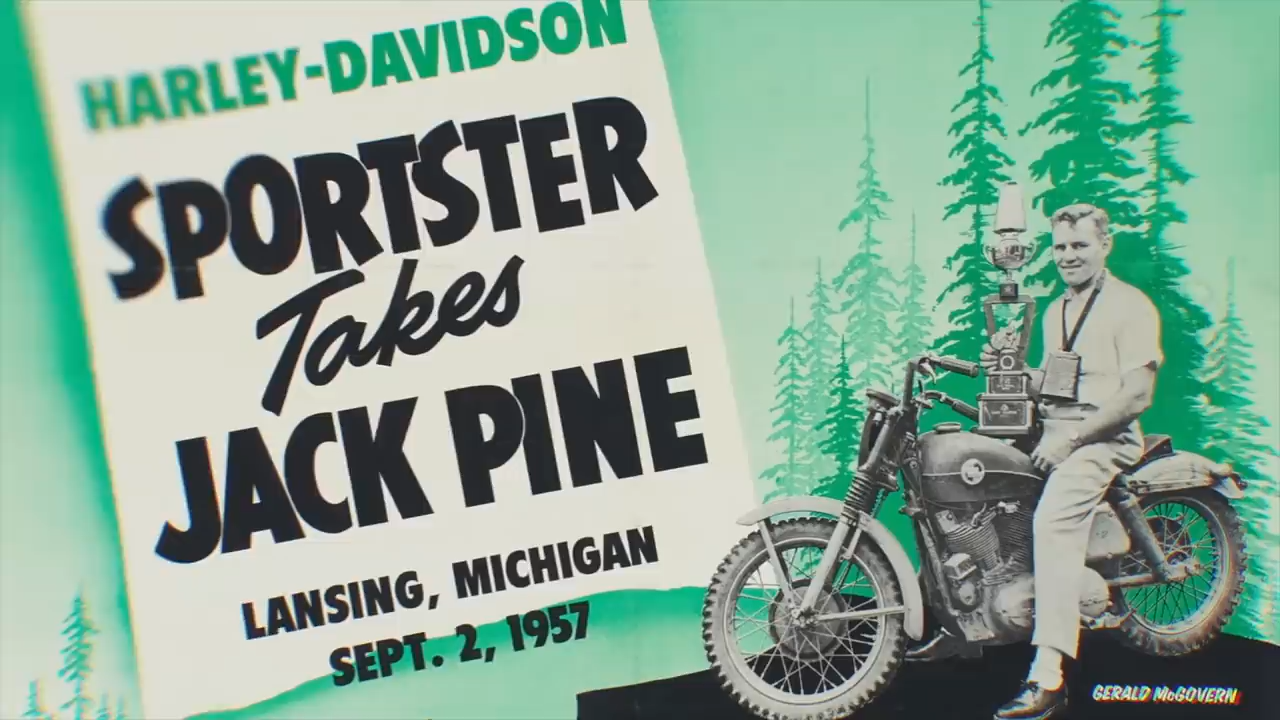 HARLEY-DAVIDSON
SPORTSTER
Takes
JACK PINE
LANSING, MICHIGAN
SEPT. 2, 1957
GERALD McGOVERN